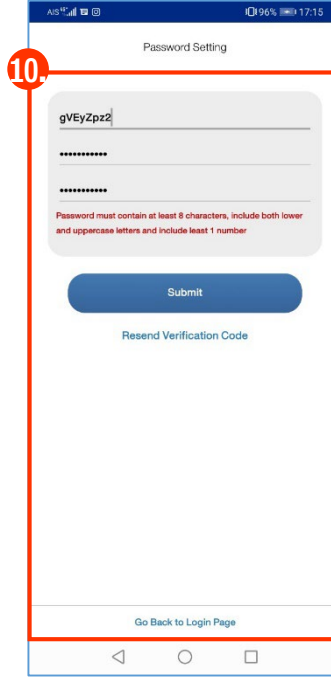 AIS 96% 17:15
Password Setting
10.
gVEyZpz2
•••••••••••
•••••••••••
Password must contain at least 8 characters, include both lower
and uppercase letters and include least 1 number
Submit
Resend Verification Code
Go Back to Login Page